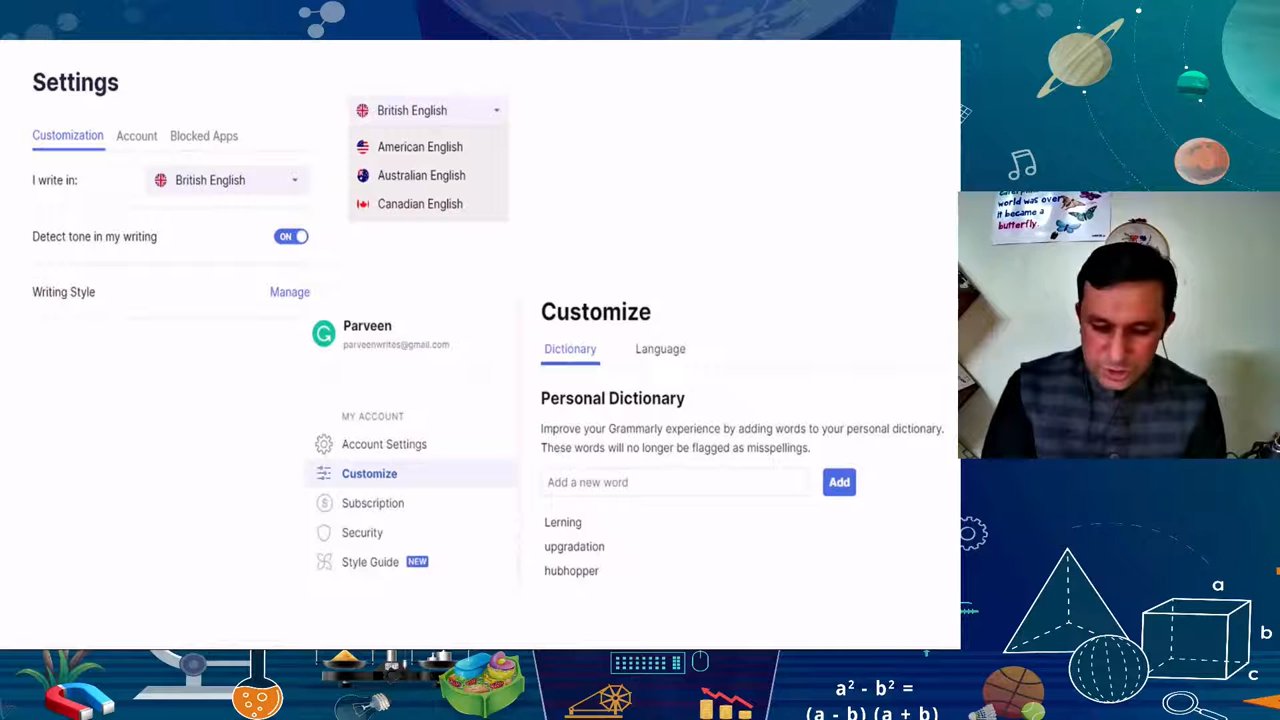 Settings
Customization Account Blocked Apps
I write in: British English
Detect tone in my writing ON
Writing Style Manage
British English
American English
Australian English
Canadian English
Parveen
parveenwrites@gmail.com
MY ACCOUNT
Account Settings
Customize
Subscription
Security
Style Guide NEW
Customize
Dictionary Language
Personal Dictionary
Improve your Grammarly experience by adding words to your personal dictionary.
These words will no longer be flagged as misspellings.
Add a new word Add
Lerning
upgradation
hubhopper
world was over
It became a
butterfly.
a
b
c
a² - b² =
(a - b) (a + b)